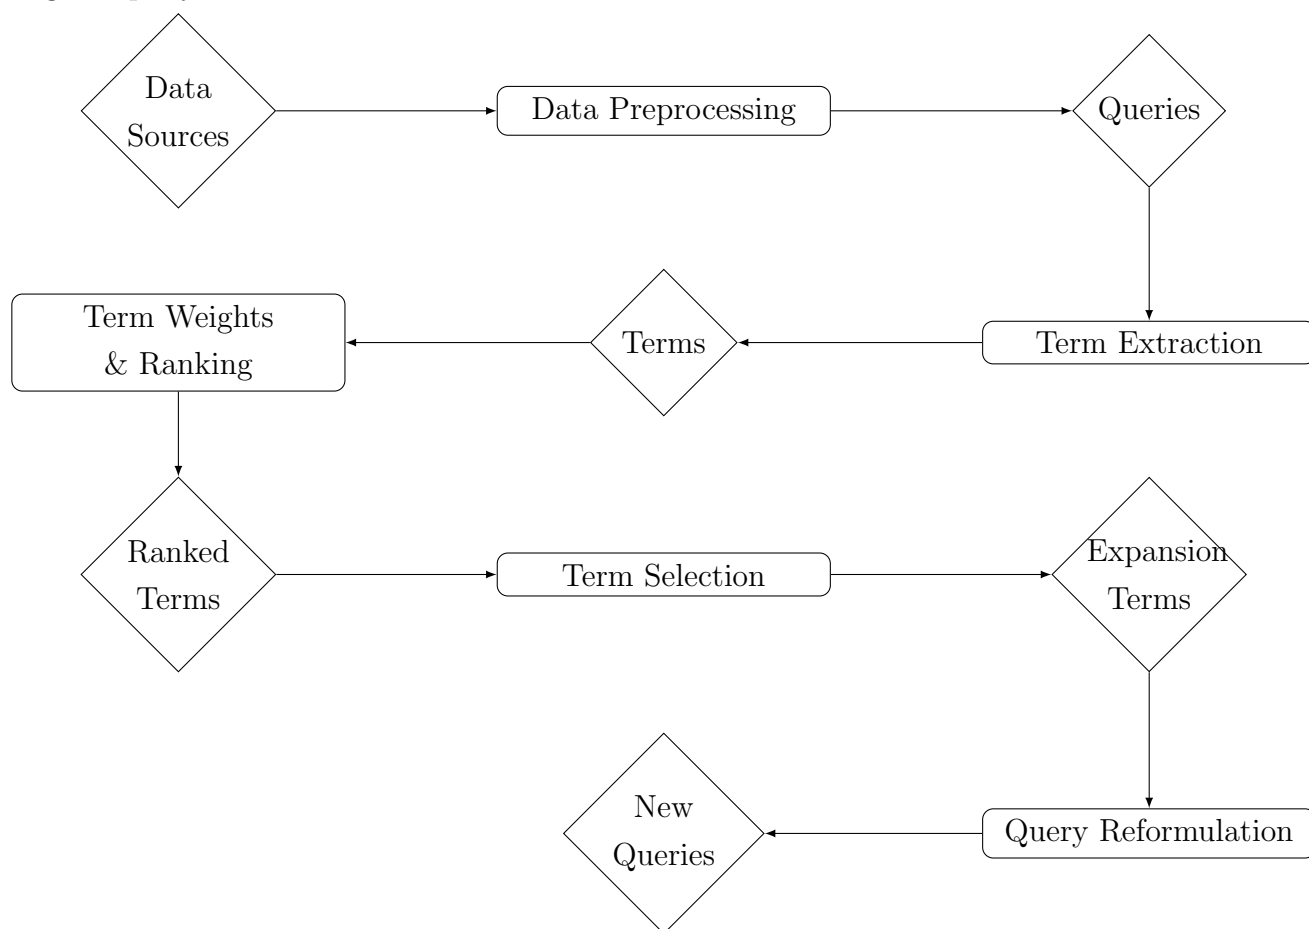 Data
Sources
Data Preprocessing
Queries
Term Weights
& Ranking
Terms
Term Extraction
Ranked
Terms
Term Selection
Expansion
Terms
New
Queries
Query Reformulation